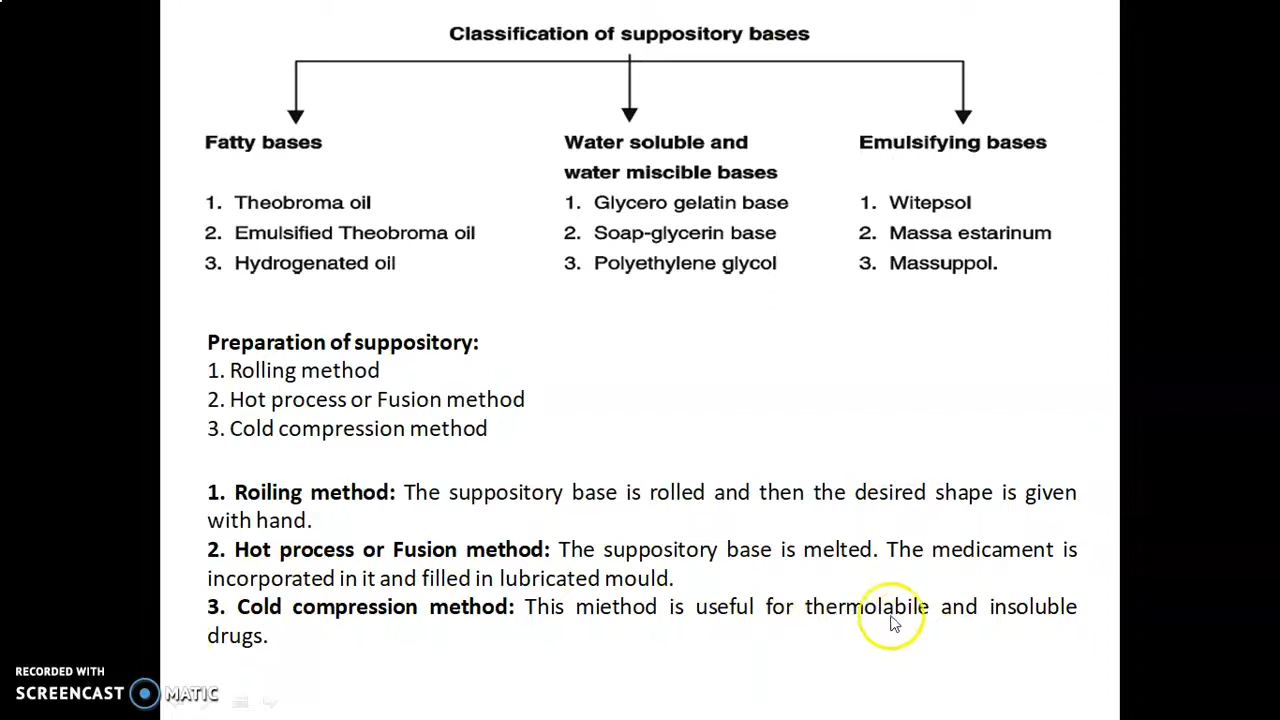 Classification of suppository bases
Fatty bases
1. Theobroma oil
2. Emulsified Theobroma oil
3. Hydrogenated oil
Water soluble and
water miscible bases
1. Glycero gelatin base
2. Soap-glycerin base
3. Polyethylene glycol
Emulsifying bases
1. Witepsol
2. Massa estarinum
3. Massuppol.
Preparation of suppository:
1. Rolling method
2. Hot process or Fusion method
3. Cold compression method
1. Roiling method: The suppository base is rolled and then the desired shape is given
with hand.
2. Hot process or Fusion method: The suppository base is melted. The medicament is
incorporated in it and filled in lubricated mould.
3. Cold compression method: This miethod is useful for thermolabile and insoluble
drugs.
RECORDED WITH
SCREENCAST MATIC